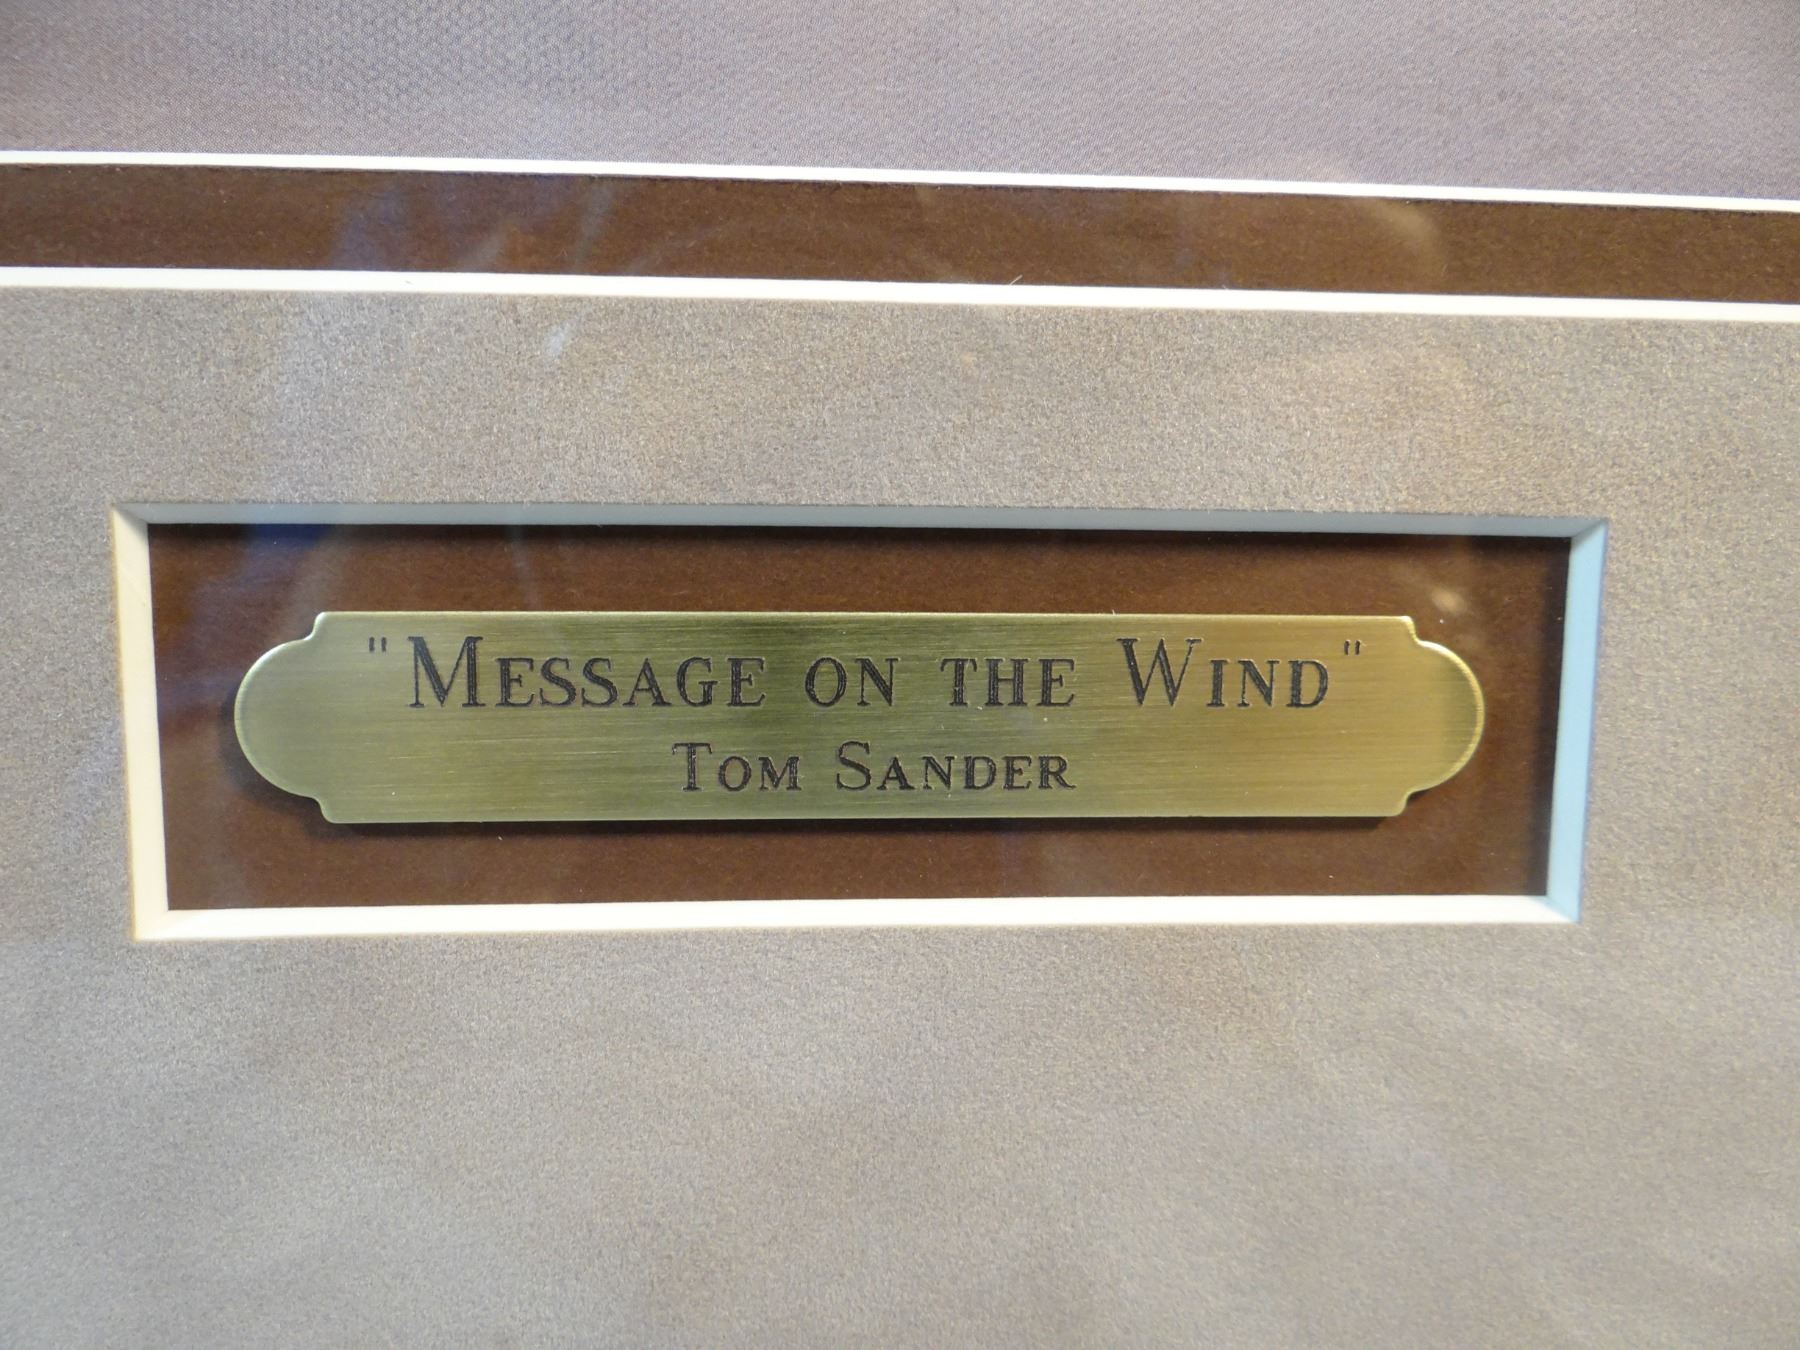 "Message on the Wind"
Tom Sander